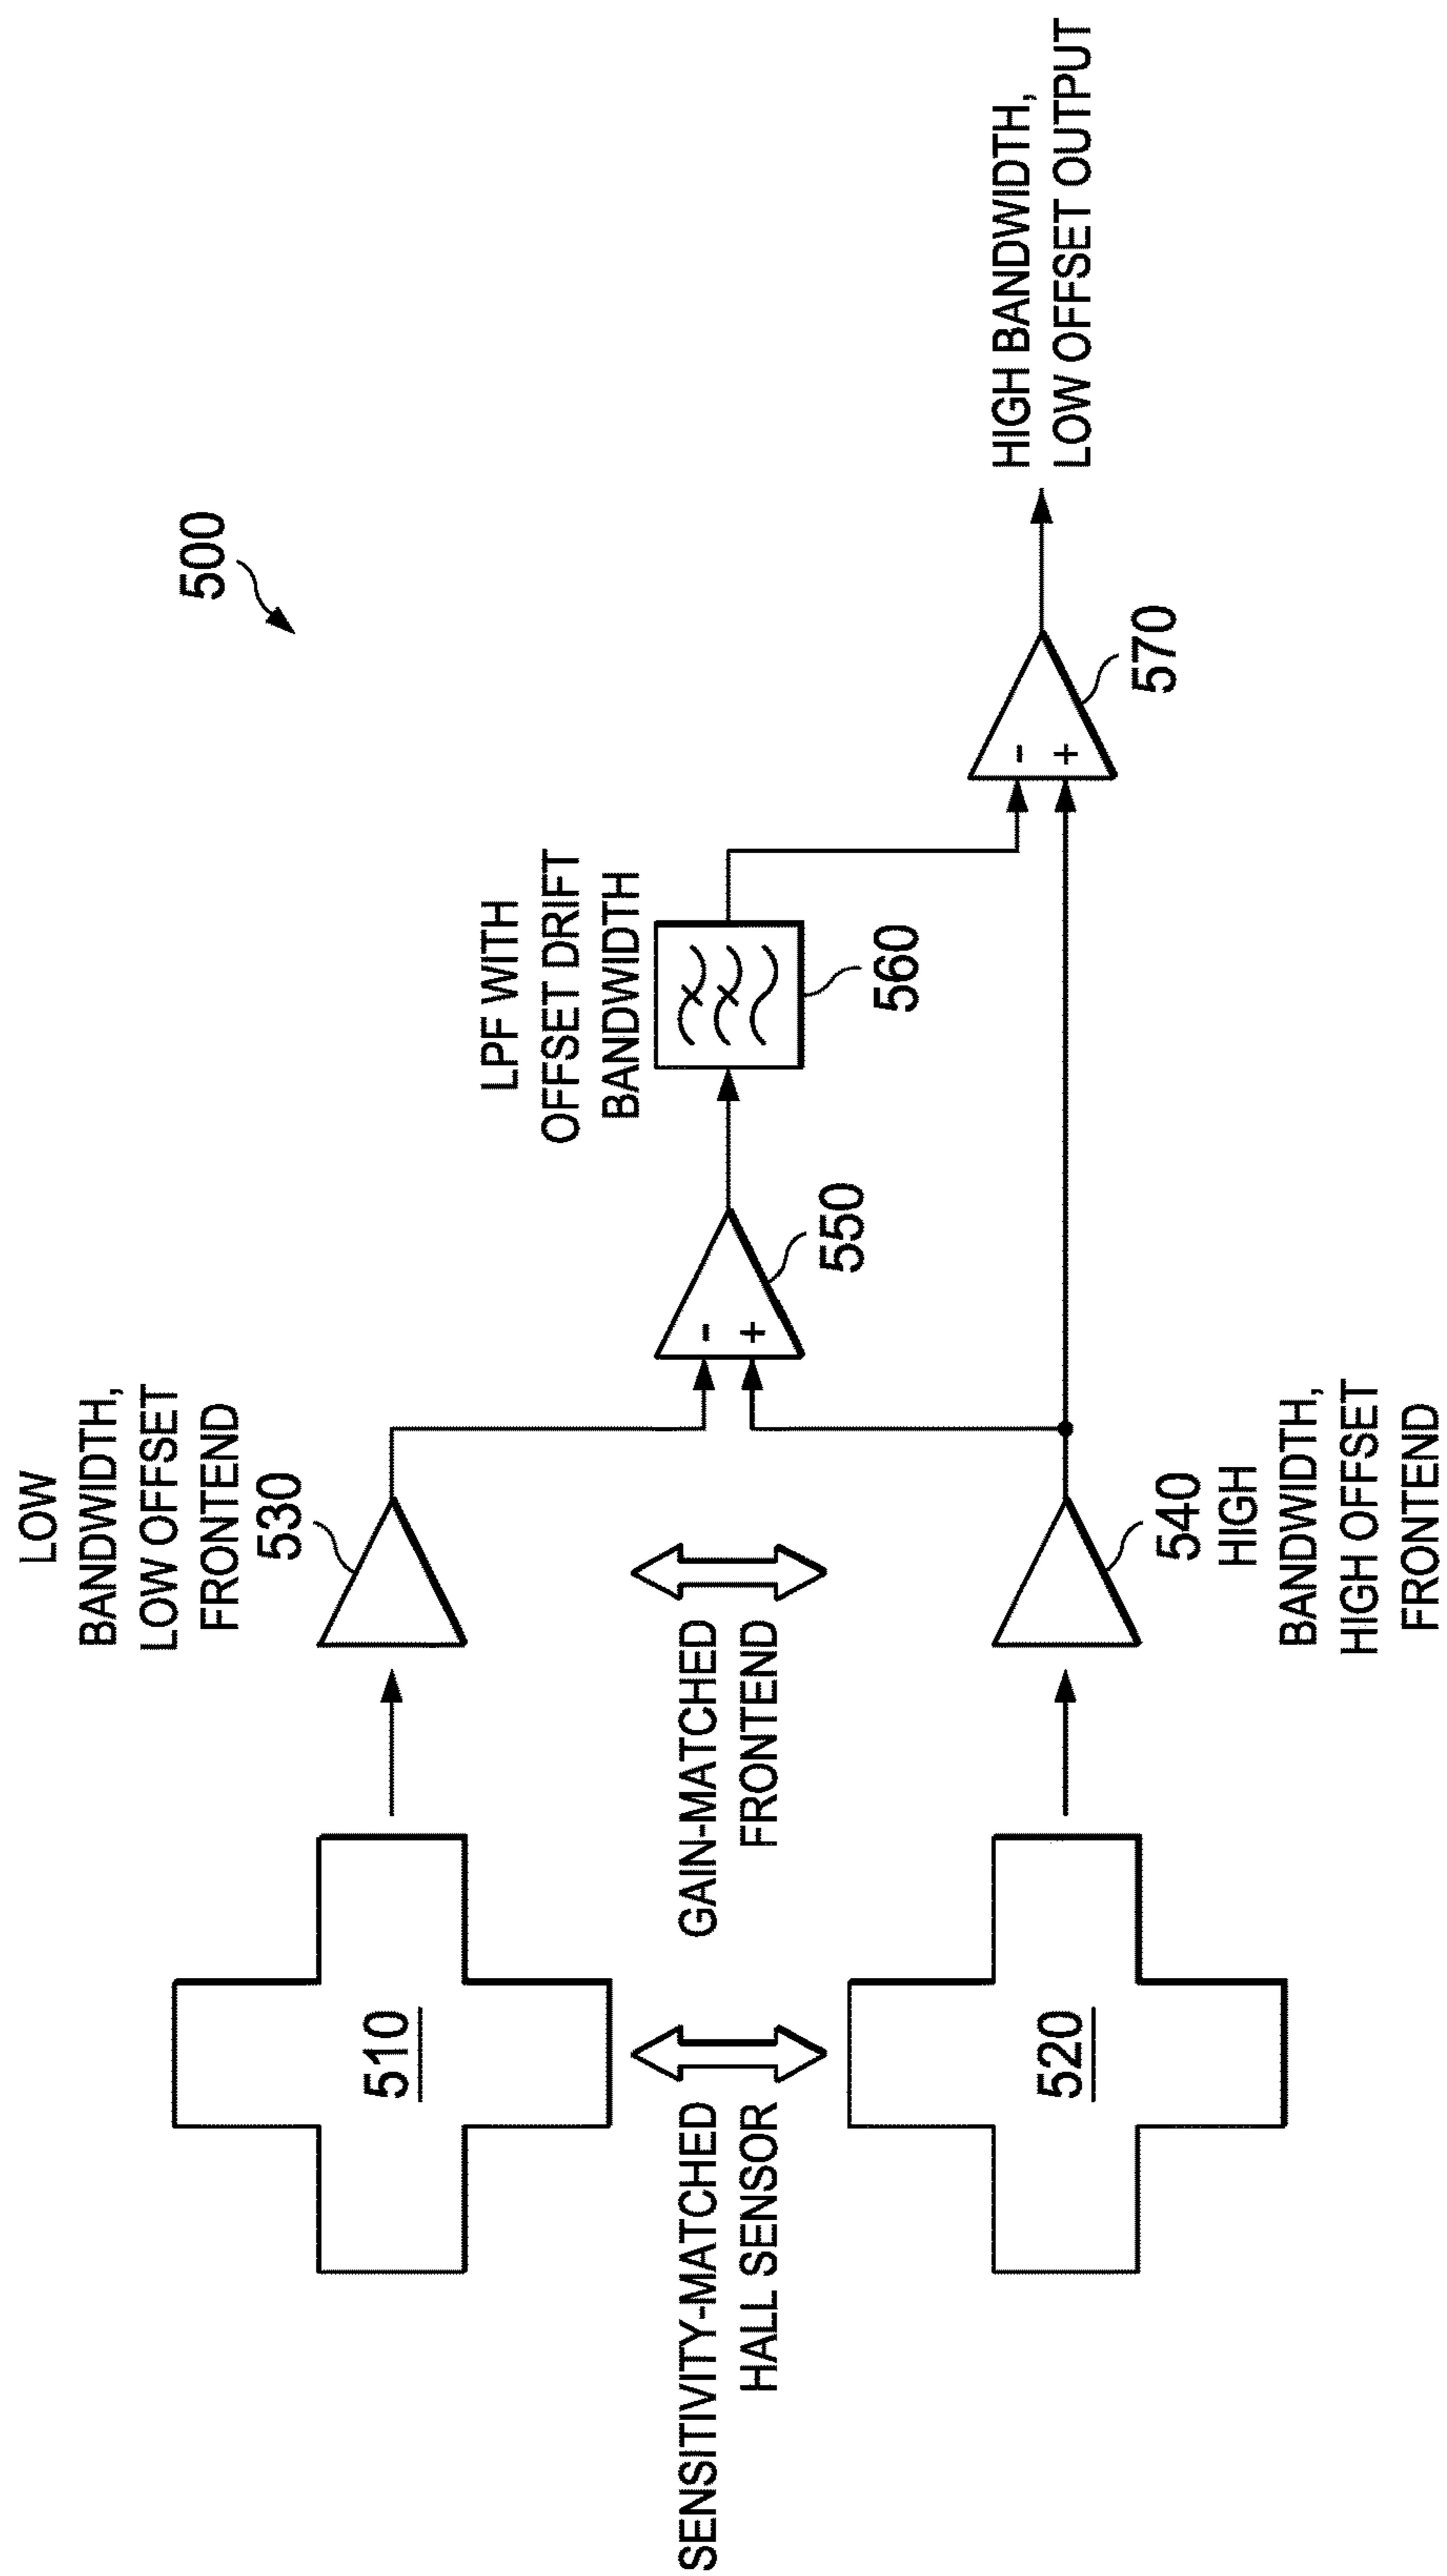 500
LOW
BANDWIDTH,
LOW OFFSET
FRONTEND
530
LPF WITH
OFFSET DRIFT
BANDWIDTH
SENSITIVITY-MATCHED
HALL SENSOR
510
520
GAIN-MATCHED
FRONTEND
-
+
550
560
-
+
570
HIGH BANDWIDTH,
LOW OFFSET OUTPUT
540
HIGH
BANDWIDTH,
HIGH OFFSET
FRONTEND